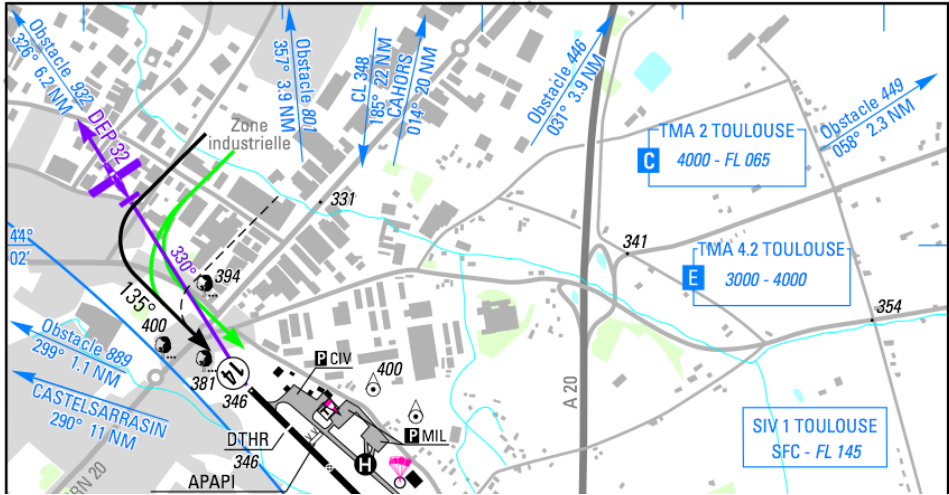 Obstacle 932
326° 6.2 NM
DEP 32
Obstacle 801
357° 3.9 NM
CL 348
185° 22 NM
CAHORS
014° 20 NM
Obstacle 446
031° 3.9 NM
Zone
industrielle
TMA 2 TOULOUSE
C
4000 - FL 065
Obstacle 449
058° 2.3 NM
331
44°
02'
330°
394
341
TMA 4.2 TOULOUSE
E
3000 - 4000
135°
400
354
Obstacle 889
299° 1.1 NM
381
14
346
P CIV
400
A 20
CASTELSARRASIN
290° 11 NM
DTHR
346
P MIL
SIV 1 TOULOUSE
SFC - FL 145
H
APAPI
RN 20